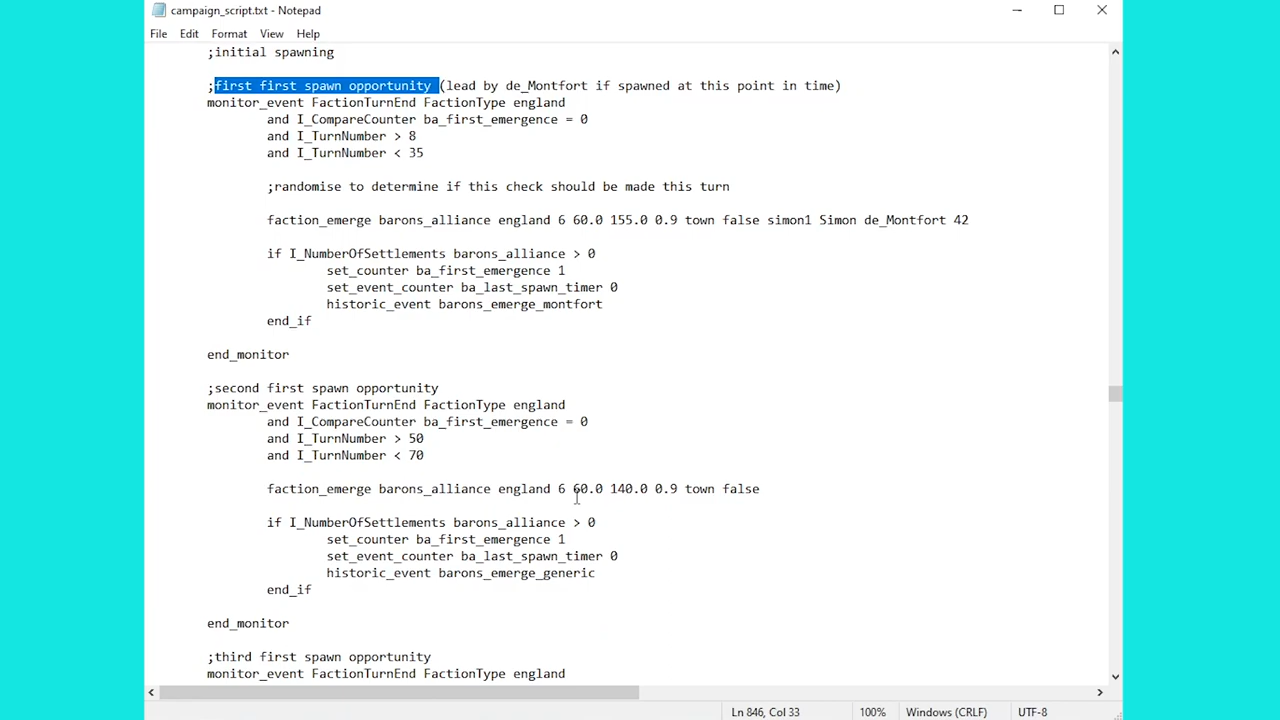 campaign_script.txt - Notepad
File Edit Format View Help
;initial spawning
;first first spawn opportunity (lead by de_Montfort if spawned at this point in time)
monitor_event FactionTurnEnd FactionType england
and I_CompareCounter ba_first_emergence = 0
and I_TurnNumber > 8
and I_TurnNumber < 35
;randomise to determine if this check should be made this turn
faction_emerge barons_alliance england 6 60.0 155.0 0.9 town false simon1 Simon de_Montfort 42
if I_NumberOfSettlements barons_alliance > 0
set_counter ba_first_emergence 1
set_event_counter ba_last_spawn_timer 0
historic_event barons_emerge_montfort
end_if
end_monitor
;second first spawn opportunity
monitor_event FactionTurnEnd FactionType england
and I_CompareCounter ba_first_emergence = 0
and I_TurnNumber > 50
and I_TurnNumber < 70
faction_emerge barons_alliance england 6 60.0 140.0 0.9 town false
if I_NumberOfSettlements barons_alliance > 0
set_counter ba_first_emergence 1
set_event_counter ba_last_spawn_timer 0
historic_event barons_emerge_generic
end_if
end_monitor
;third first spawn opportunity
monitor_event FactionTurnEnd FactionType england
Ln 846, Col 33 100% Windows (CRLF) UTF-8